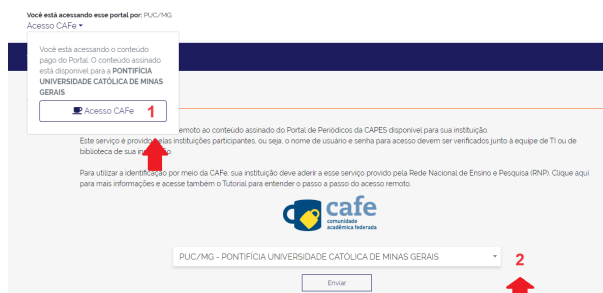 Você está acessando esse portal por: PUC/MG
Acesso CAFe
Você está acessando o conteúdo
pago do Portal. O conteúdo assinado
está disponível para a PONTIFÍCIA
UNIVERSIDADE CATÓLICA DE MINAS
GERAIS
Acesso CAFe 1
emoto ao conteúdo assinado do Portal de Periódicos da CAPES disponível para sua instituição.
Este serviço é provido pelas instituições participantes, ou seja, o nome de usuário e senha para acesso devem ser verificados junto à equipe de TI ou de
biblioteca de sua instituição.
Para utilizar a identificação por meio da CAFe, sua instituição deve aderir a esse serviço provido pela Rede Nacional de Ensino e Pesquisa (RNP). Clique aqui
para mais informações e acesse também o Tutorial para entender o passo a passo do acesso remoto.
cafe
comunidade
acadêmica federada
PUC/MG - PONTIFÍCIA UNIVERSIDADE CATÓLICA DE MINAS GERAIS 2
Enviar